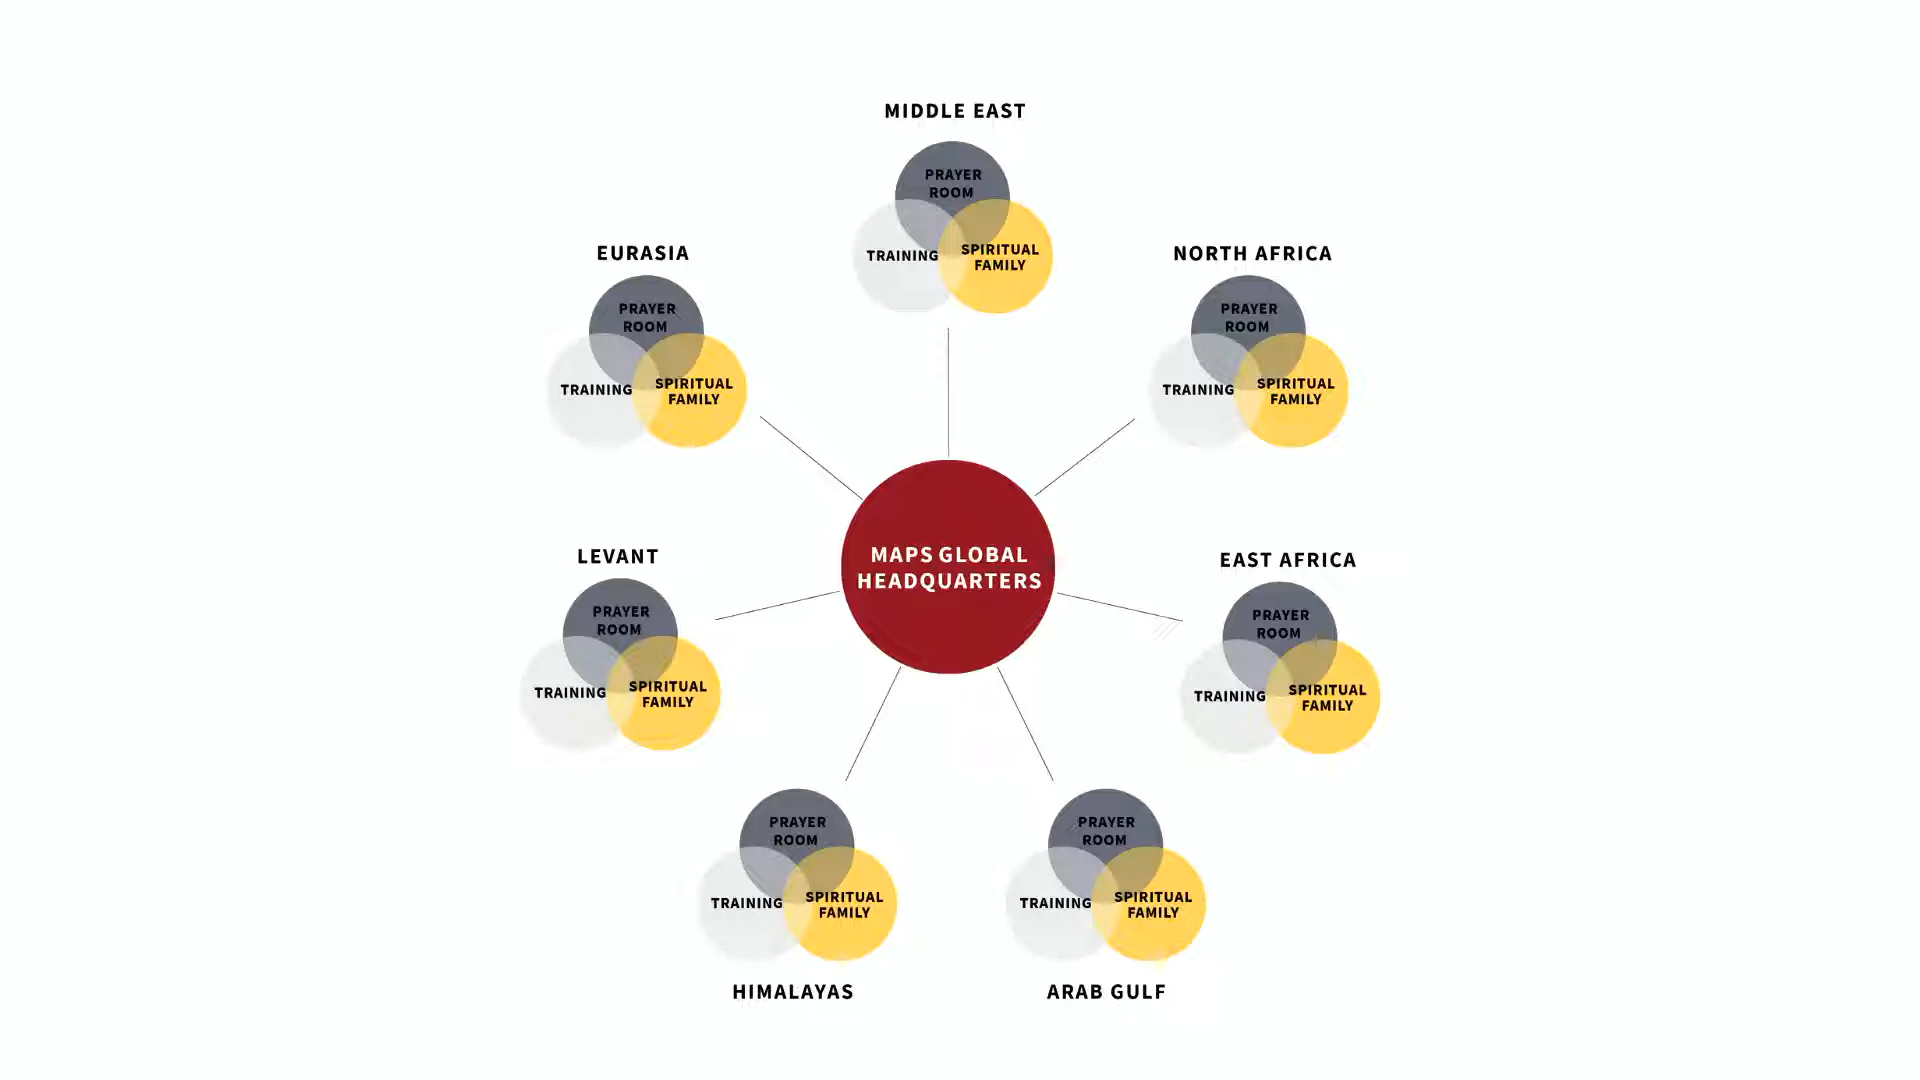 MIDDLE EAST
PRAYER
ROOM
TRAINING
SPIRITUAL
FAMILY
EURASIA
PRAYER
ROOM
TRAINING
SPIRITUAL
FAMILY
NORTH AFRICA
PRAYER
ROOM
TRAINING
SPIRITUAL
FAMILY
MAPS GLOBAL
HEADQUARTERS
LEVANT
PRAYER
ROOM
TRAINING
SPIRITUAL
FAMILY
EAST AFRICA
PRAYER
ROOM
TRAINING
SPIRITUAL
FAMILY
PRAYER
ROOM
TRAINING
SPIRITUAL
FAMILY
HIMALAYAS
PRAYER
ROOM
TRAINING
SPIRITUAL
FAMILY
ARAB GULF